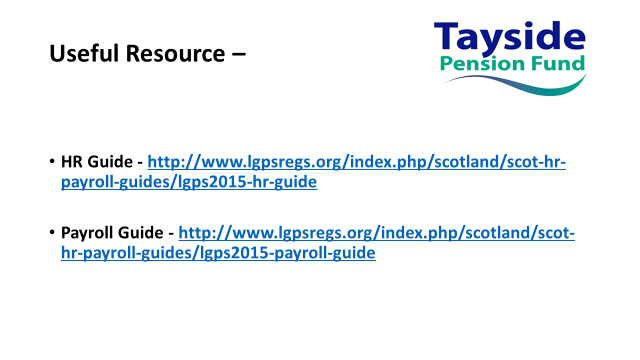 Useful Resource –
Tayside
Pension Fund
• HR Guide - http://www.lgpsregs.org/index.php/scotland/scot-hr-
payroll-guides/lgps2015-hr-guide
• Payroll Guide - http://www.lgpsregs.org/index.php/scotland/scot-
hr-payroll-guides/lgps2015-payroll-guide